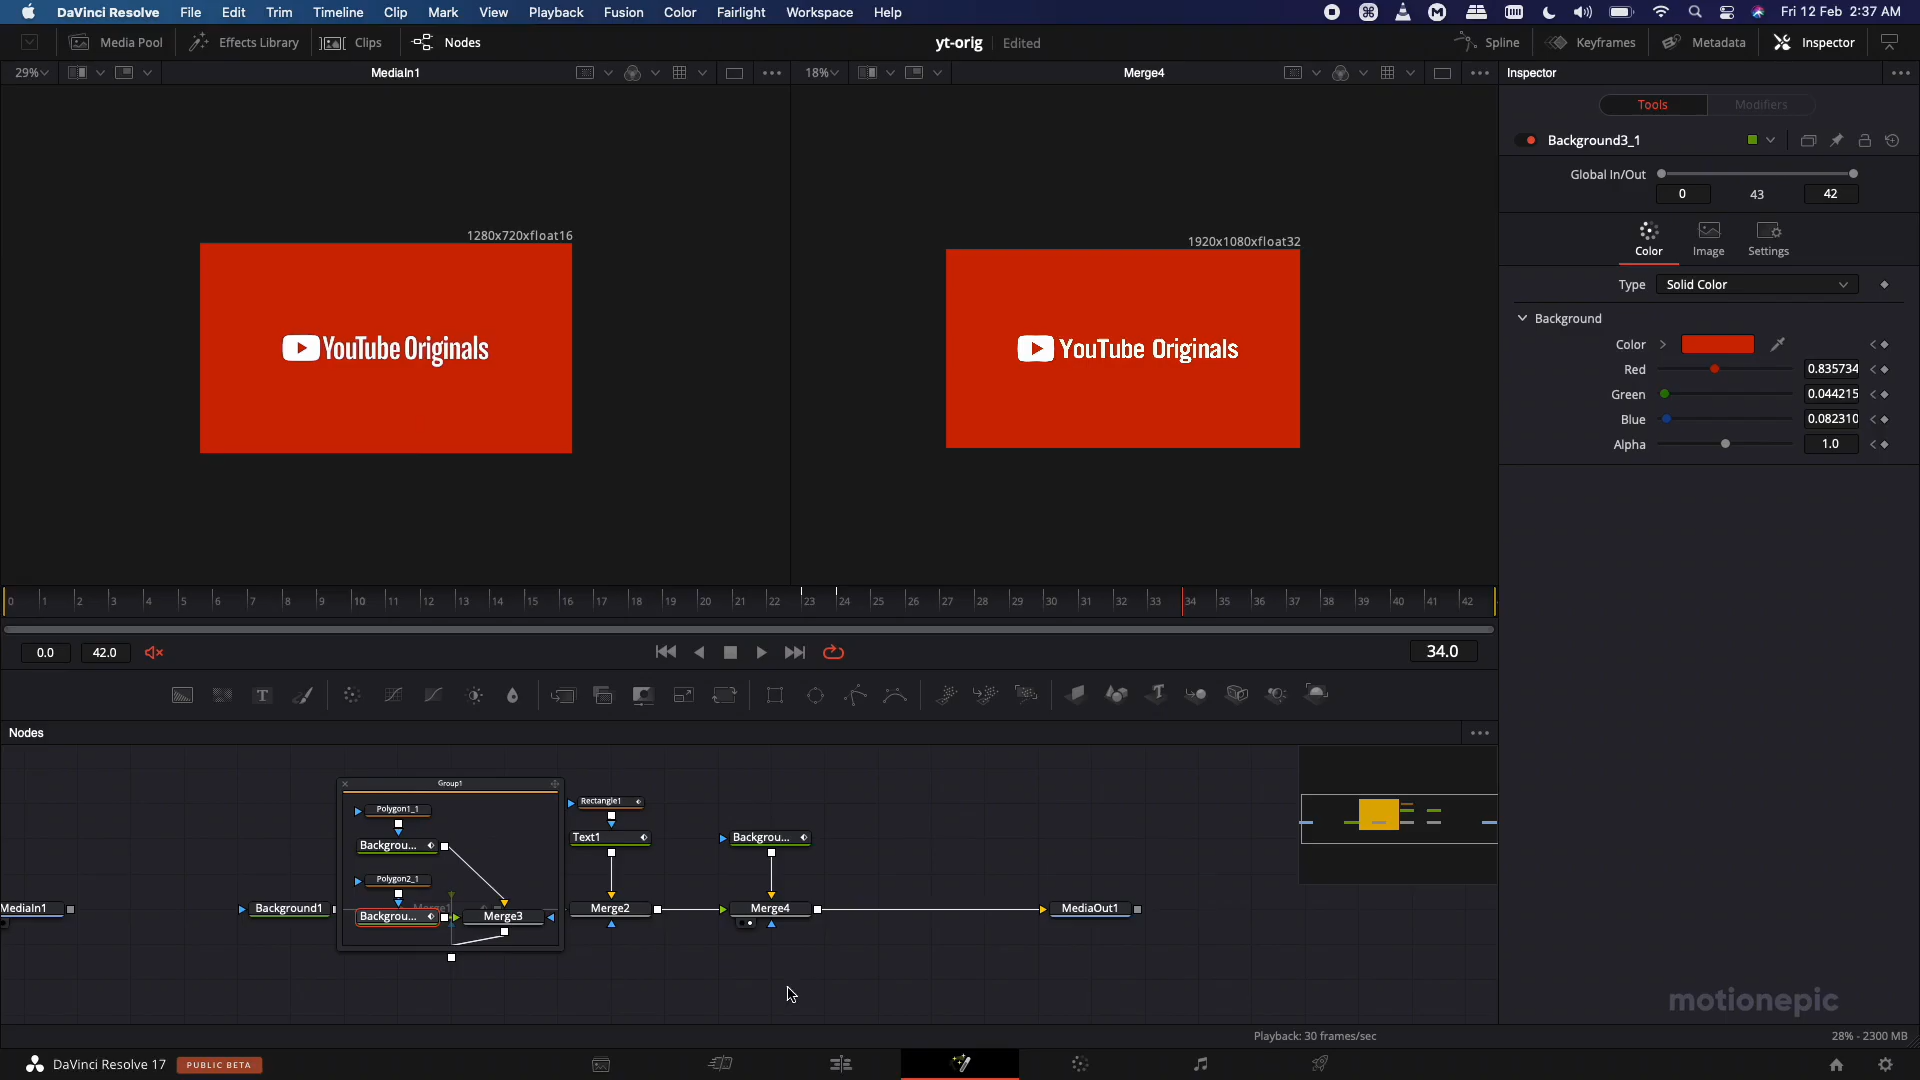 DaVinci Resolve File Edit Trim Timeline Clip Mark View Playback Fusion Color Fairlight Workspace Help Fri 12 Feb 2:37 AM
Media Pool Effects Library Clips Nodes yt-orig Edited Spline Keyframes Metadata Inspector
29% MediaIn1 18% Merge4 Inspector
Tools Modifiers
Background3_1
Global In/Out
0 43 42
1280x720xfloat16 1920x1080xfloat32
Color Image Settings
Type Solid Color
Background
YouTube Originals YouTube Originals
Color
Red 0.835734
Green 0.044215
Blue 0.082310
Alpha 1.0
0 1 2 3 4 5 6 7 8 9 10 11 12 13 14 15 16 17 18 19 20 21 22 23 24 25 26 27 28 29 30 31 32 33 34 35 36 37 38 39 40 41 42
0.0 42.0 34.0
Nodes
Group1
Polygon1_1 Rectangle1
Backgrou... Text1 Backgrou...
Polygon2_1
MediaIn1 Background1 Backgrou... Merge1 Merge3 Merge2 Merge4 MediaOut1
motionepic
Playback: 30 frames/sec 28% - 2300 MB
DaVinci Resolve 17 PUBLIC BETA